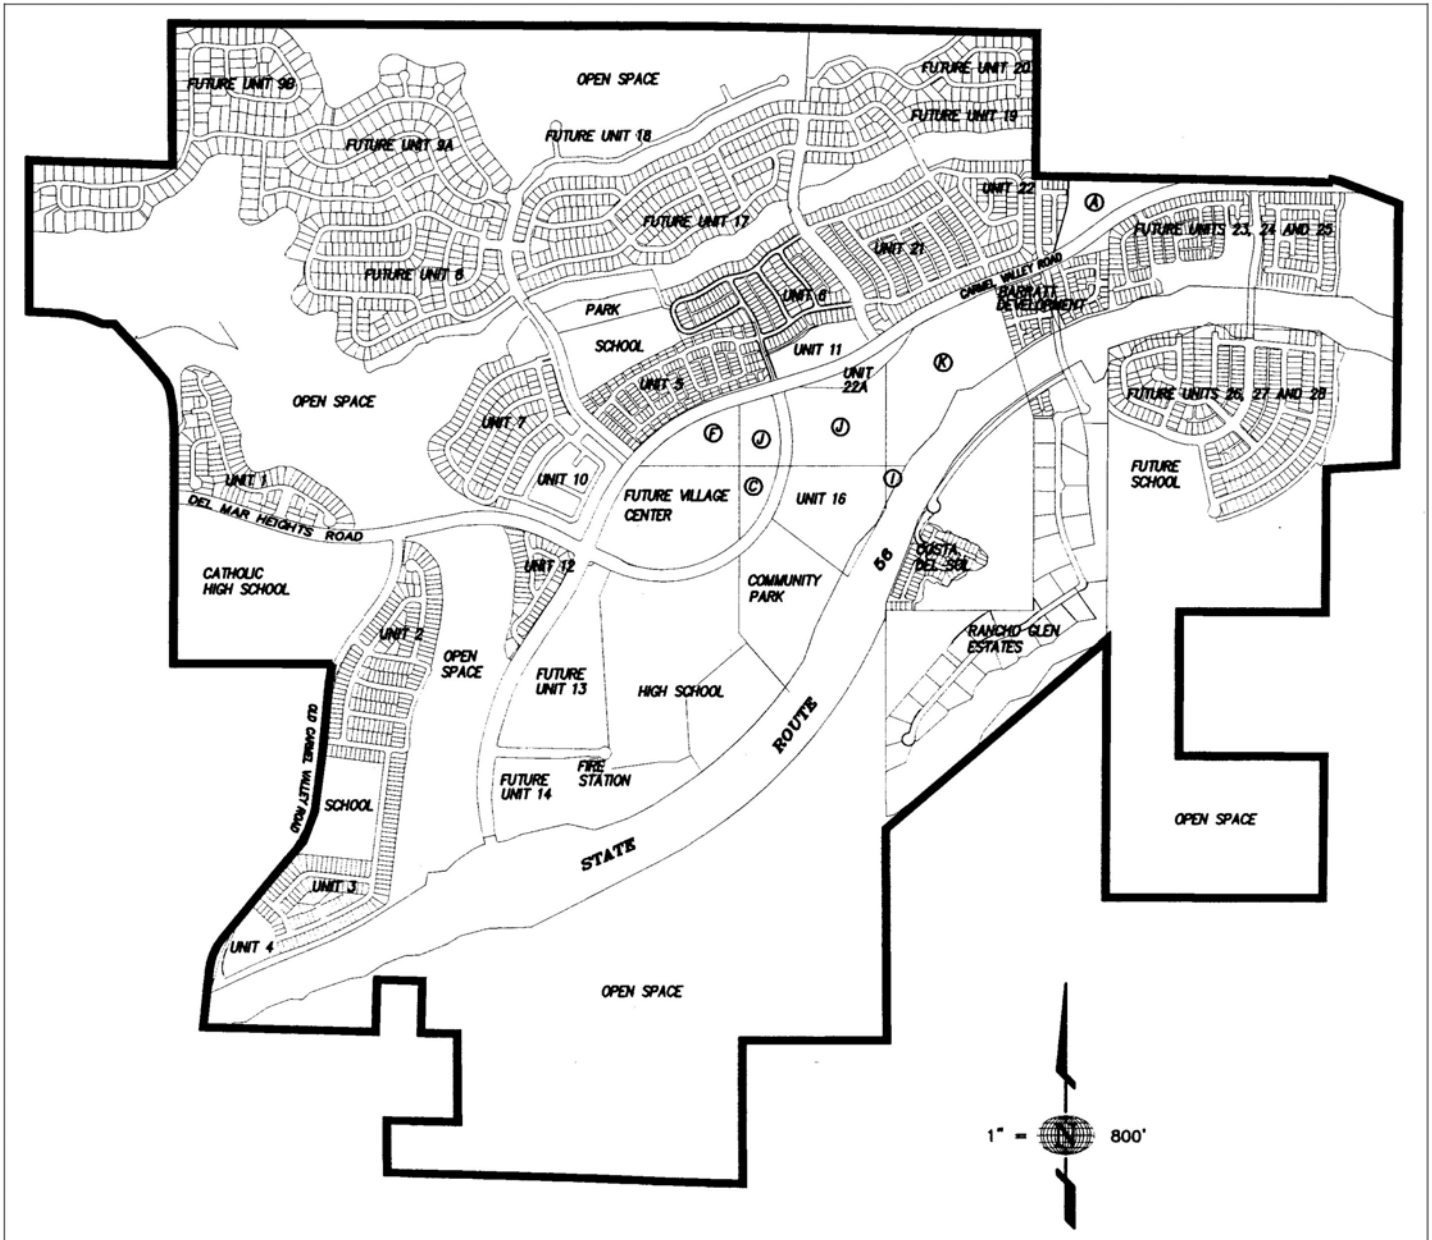 OPEN SPACE
FUTURE UNIT 20
FUTURE UNIT 9B
FUTURE UNIT 19
FUTURE UNIT 18
FUTURE UNIT 9A
UNIT 22
A
FUTURE UNIT 17
FUTURE UNITS 23, 24 AND 25
UNIT 21
CARMEL VALLEY ROAD
FUTURE UNIT 8
BARRATT
DEVELOPMENT
UNIT 6
PARK
SCHOOL
UNIT 11
K
UNIT
22A
UNIT 5
OPEN SPACE
FUTURE UNITS 26, 27 AND 28
UNIT 7
F
J
J
FUTURE
SCHOOL
UNIT 1
UNIT 10
FUTURE VILLAGE
CENTER
C
UNIT 16
I
DEL MAR HEIGHTS ROAD
COSTA
DEL SOL
56
UNIT 12
CATHOLIC
HIGH SCHOOL
COMMUNITY
PARK
UNIT 2
RANCHO GLEN
ESTATES
OPEN
SPACE
FUTURE
UNIT 13
HIGH SCHOOL
ROUTE
OLD CARMEL VALLEY ROAD
FIRE
STATION
FUTURE
UNIT 14
SCHOOL
OPEN SPACE
STATE
UNIT 3
UNIT 4
OPEN SPACE
1" = N 800'